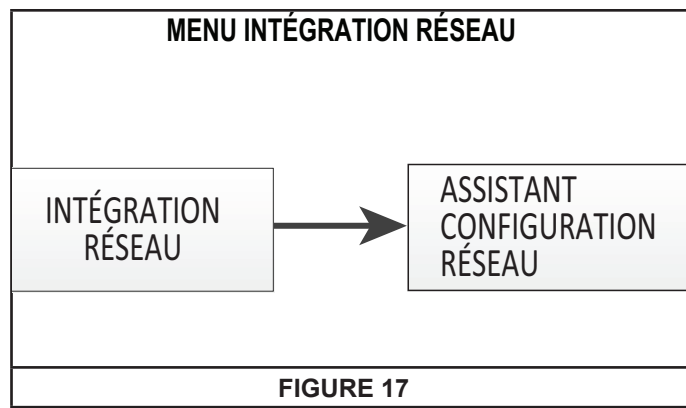 MENU INTÉGRATION RÉSEAU
INTÉGRATION
RÉSEAU
ASSISTANT
CONFIGURATION
RÉSEAU
FIGURE 17